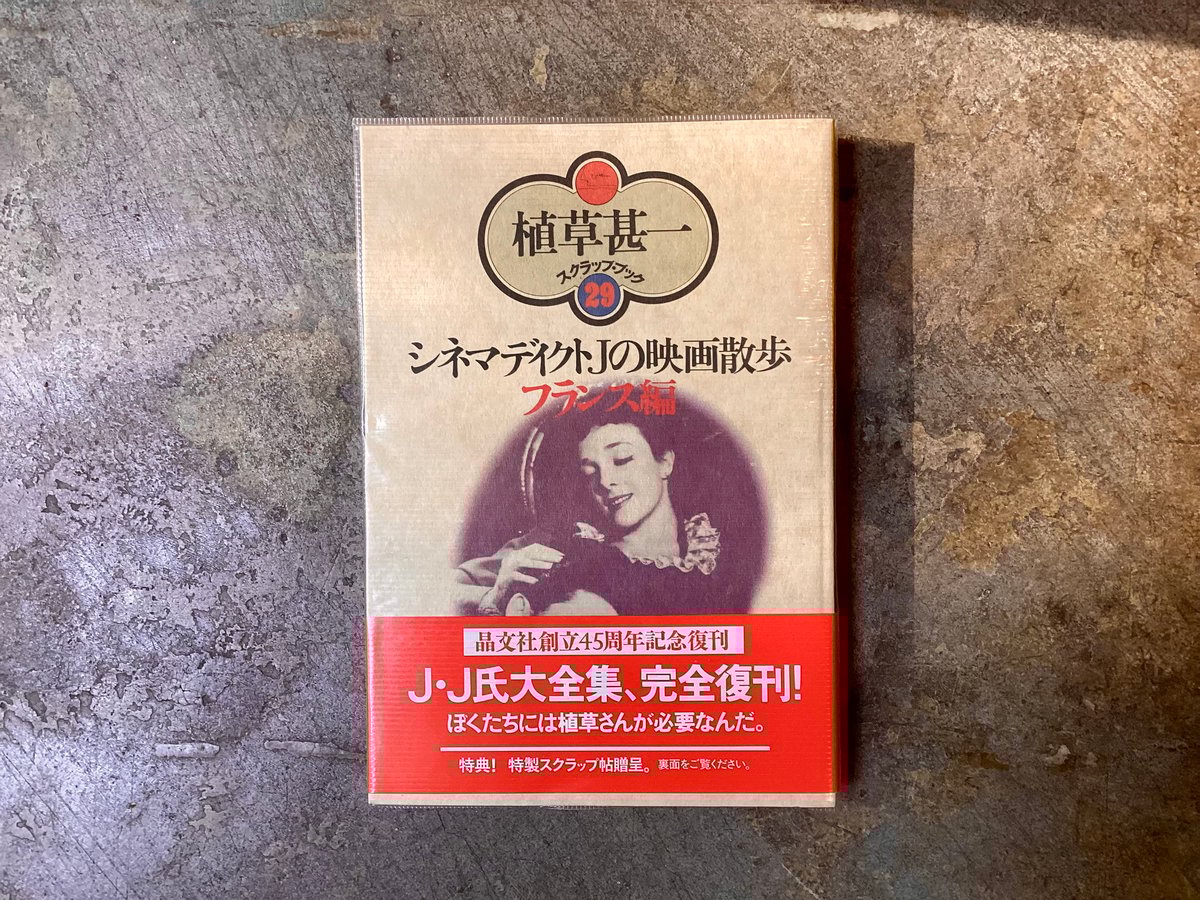 植草甚一
スクラップ・ブック
29
シネマディクトJの映画散歩
フランス編
晶文社創立45周年記念復刊
J・J氏大全集、完全復刊!
ぼくたちには植草さんが必要なんだ。
特典! 特製スクラップ帖贈呈。裏面をご覧ください。